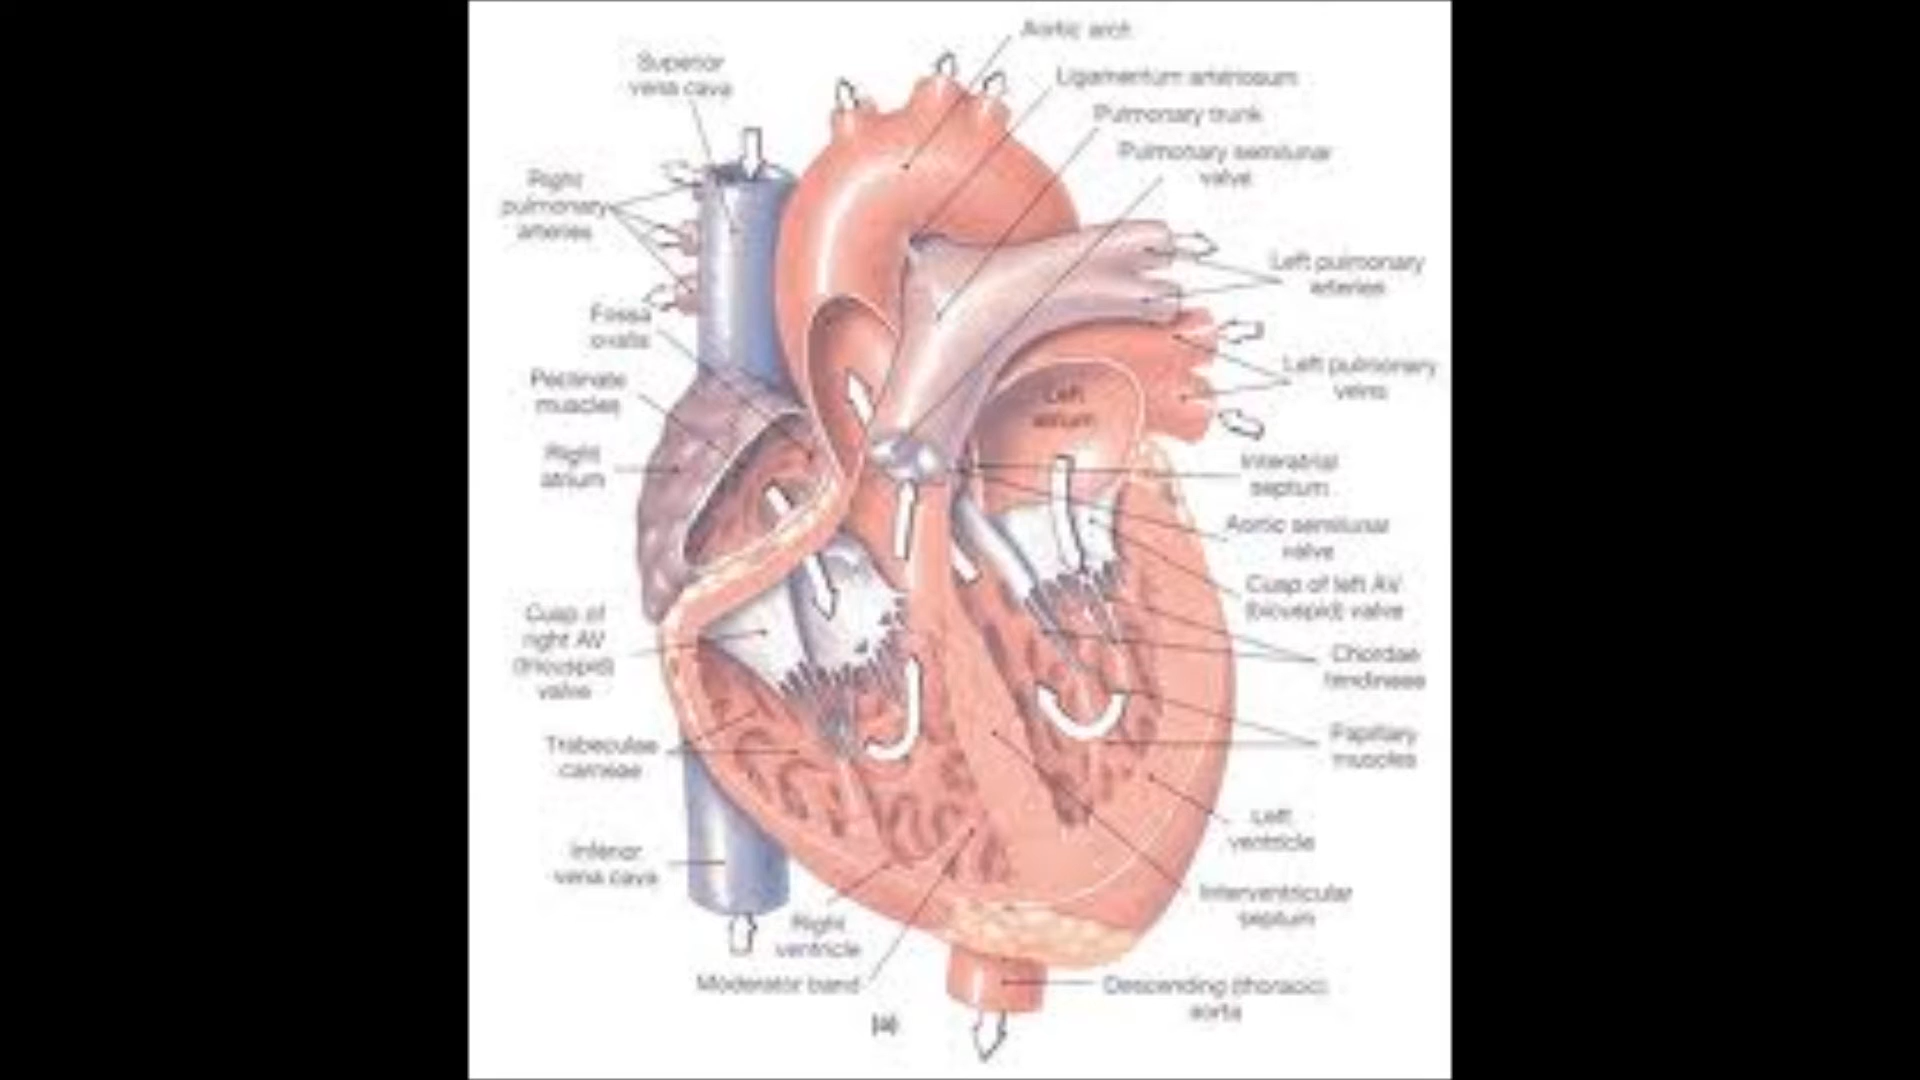 Aortic arch
Superior
vena cava
Ligamentum arteriosum
Pulmonary trunk
Pulmonary semilunar
valve
Right
pulmonary
arteries
Left pulmonary
arteries
Fossa
ovalis
Left pulmonary
veins
Pectinate
muscles
Left
atrium
Right
atrium
Interatrial
septum
Aortic semilunar
valve
Cusp of left AV
(bicuspid) valve
Cusp of
right AV
(tricuspid)
valve
Chordae
tendineae
Trabeculae
carneae
Papillary
muscles
Left
ventricle
Inferior
vena cava
Interventricular
septum
Right
ventricle
Moderator band
Descending (thoracic)
aorta
(a)